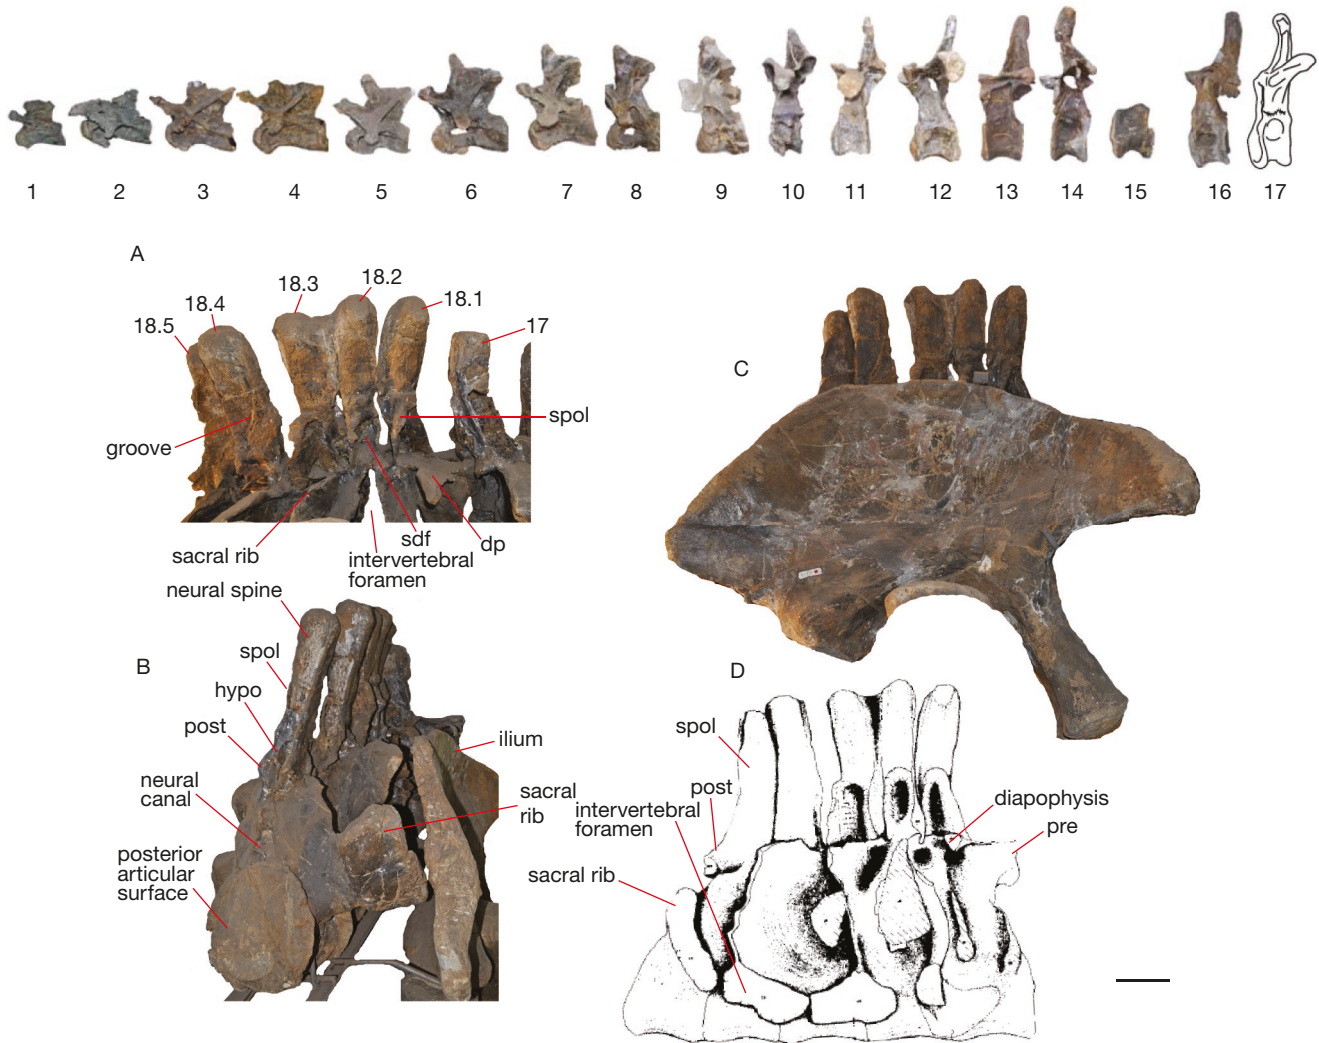 1 2 3 4 5 6 7 8 9 10 11 12 13 14 15 16 17
A
18.5
18.4
18.3
18.2
18.1
17
groove
spol
sacral rib
intervertebral
foramen
sdf
dp
B
neural spine
spol
hypo
post
neural
canal
posterior
articular
surface
ilium
sacral
rib
C
D
spol
post
intervertebral
foramen
sacral rib
diapophysis
pre